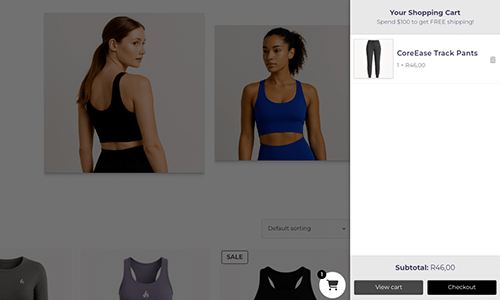 Your Shopping Cart
Spend $100 to get FREE shipping!
CoreEase Track Pants
1 × R46,00
Default sorting
SALE
1
Subtotal: R46,00
View cart
Checkout